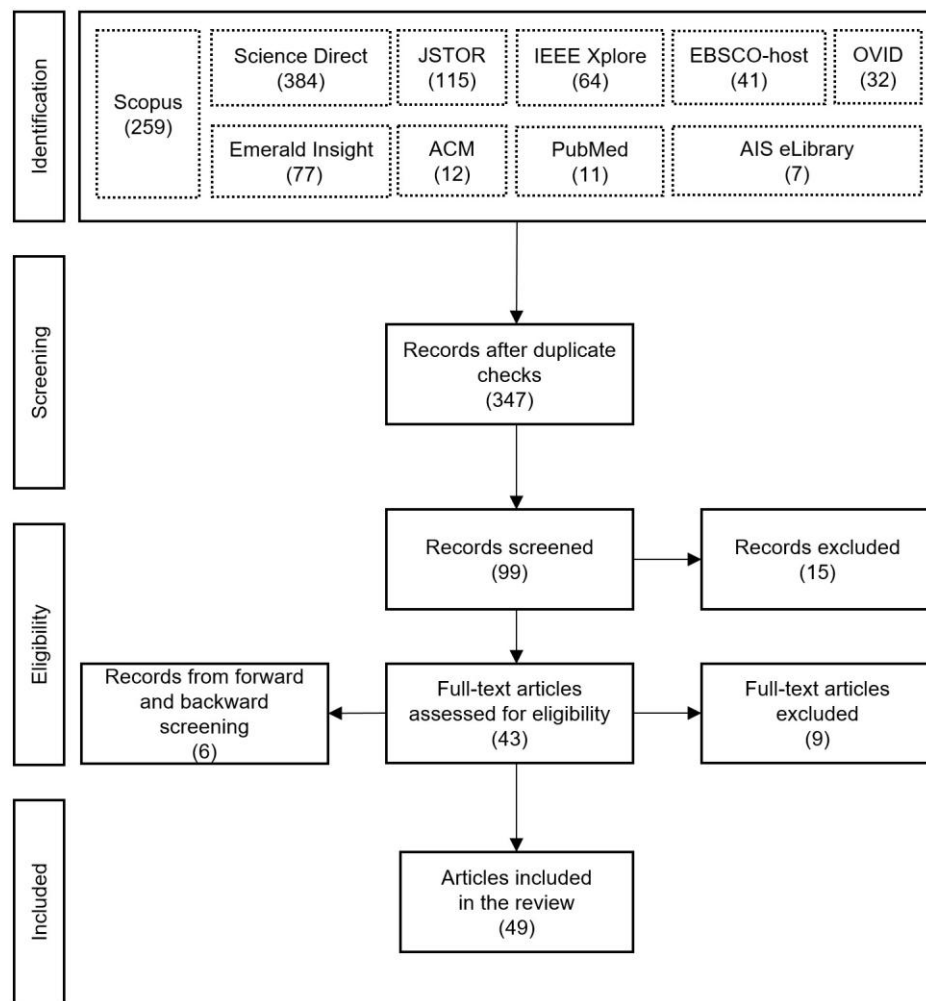 Identification
Scopus
(259)
Science Direct
(384)
JSTOR
(115)
IEEE Xplore
(64)
EBSCO-host
(41)
OVID
(32)
Emerald Insight
(77)
ACM
(12)
PubMed
(11)
AIS eLibrary
(7)
Screening
Records after duplicate
checks
(347)
Eligibility
Records screened
(99)
Records excluded
(15)
Records from forward
and backward
screening
(6)
Full-text articles
assessed for eligibility
(43)
Full-text articles
excluded
(9)
Included
Articles included
in the review
(49)